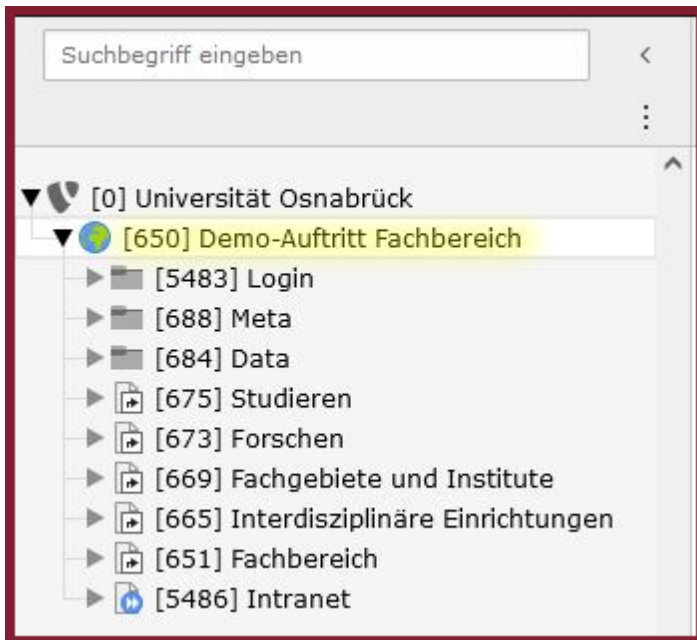 Suchbegriff eingeben
[0] Universität Osnabrück
[650] Demo-Auftritt Fachbereich
[5483] Login
[688] Meta
[684] Data
[675] Studieren
[673] Forschen
[669] Fachgebiete und Institute
[665] Interdisziplinäre Einrichtungen
[651] Fachbereich
[5486] Intranet